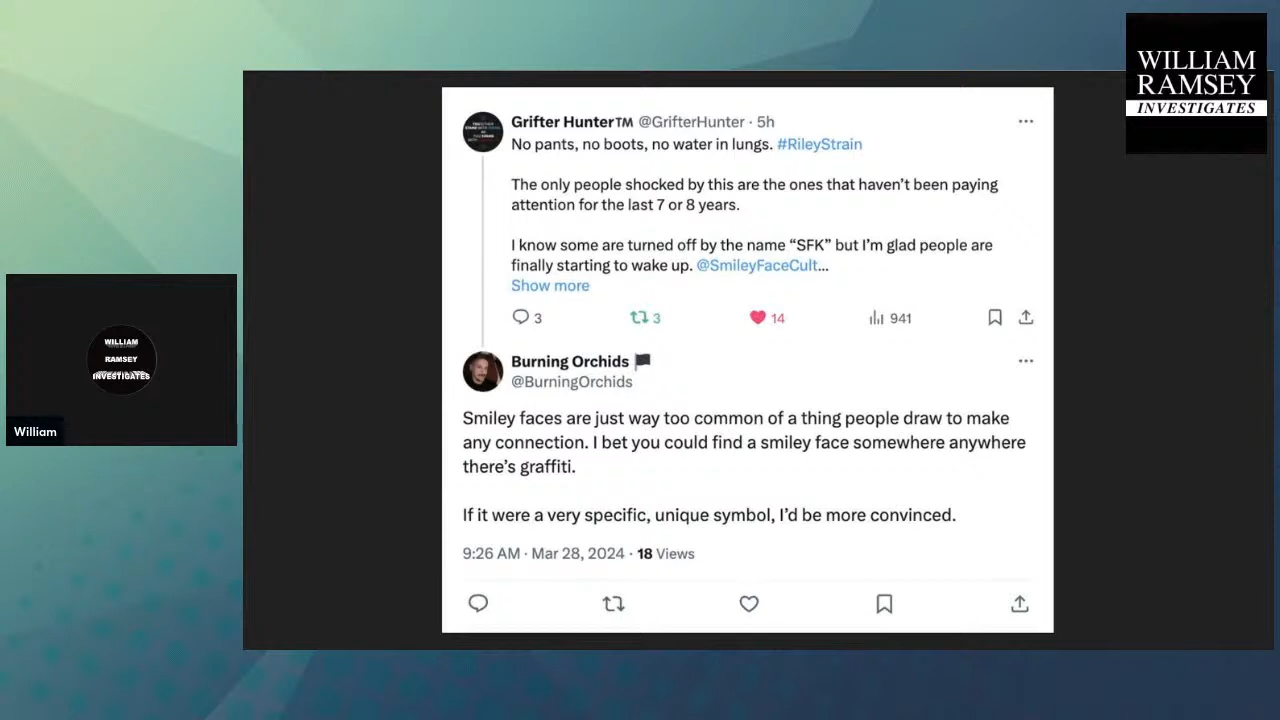 WILLIAM
RAMSEY
INVESTIGATES
Grifter Hunter™ @GrifterHunter · 5h
No pants, no boots, no water in lungs. #RileyStrain
The only people shocked by this are the ones that haven't been paying
attention for the last 7 or 8 years.
I know some are turned off by the name “SFK” but I'm glad people are
finally starting to wake up. @SmileyFaceCult...
Show more
3
3
14
941
Burning Orchids
@BurningOrchids
Smiley faces are just way too common of a thing people draw to make
any connection. I bet you could find a smiley face somewhere anywhere
there's graffiti.
If it were a very specific, unique symbol, I'd be more convinced.
9:26 AM · Mar 28, 2024 · 18 Views
WILLIAM
RAMSEY
INVESTIGATES
William